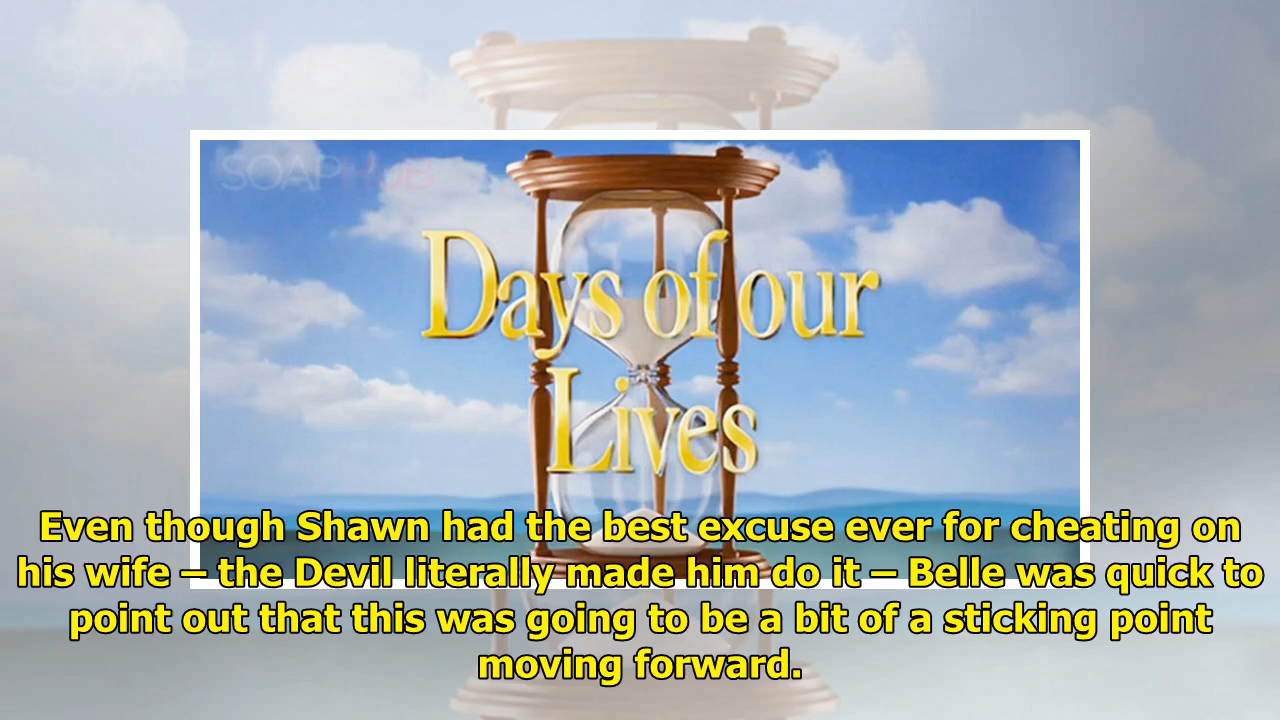 SOAPHUB
Days of our
Lives
Even though Shawn had the best excuse ever for cheating on
his wife – the Devil literally made him do it – Belle was quick to
point out that this was going to be a bit of a sticking point
moving forward.